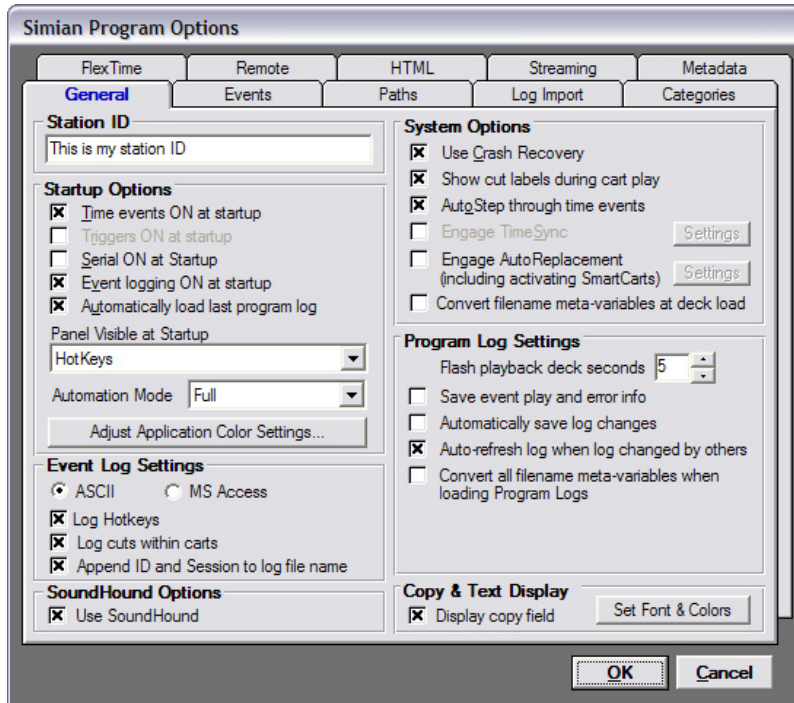 Simian Program Options
FlexTime Remote HTML Streaming Metadata
General Events Paths Log Import Categories
Station ID
This is my station ID
Startup Options
Time events ON at startup
Triggers ON at startup
Serial ON at Startup
Event logging ON at startup
Automatically load last program log
Panel Visible at Startup
HotKeys
Automation Mode Full
Adjust Application Color Settings...
Event Log Settings
ASCII MS Access
Log Hotkeys
Log cuts within carts
Append ID and Session to log file name
SoundHound Options
Use SoundHound
System Options
Use Crash Recovery
Show cut labels during cart play
AutoStep through time events
Engage TimeSync Settings
Engage AutoReplacement
(including activating SmartCarts) Settings
Convert filename meta-variables at deck load
Program Log Settings
Flash playback deck seconds 5
Save event play and error info
Automatically save log changes
Auto-refresh log when log changed by others
Convert all filename meta-variables when
loading Program Logs
Copy & Text Display
Display copy field Set Font & Colors
OK Cancel